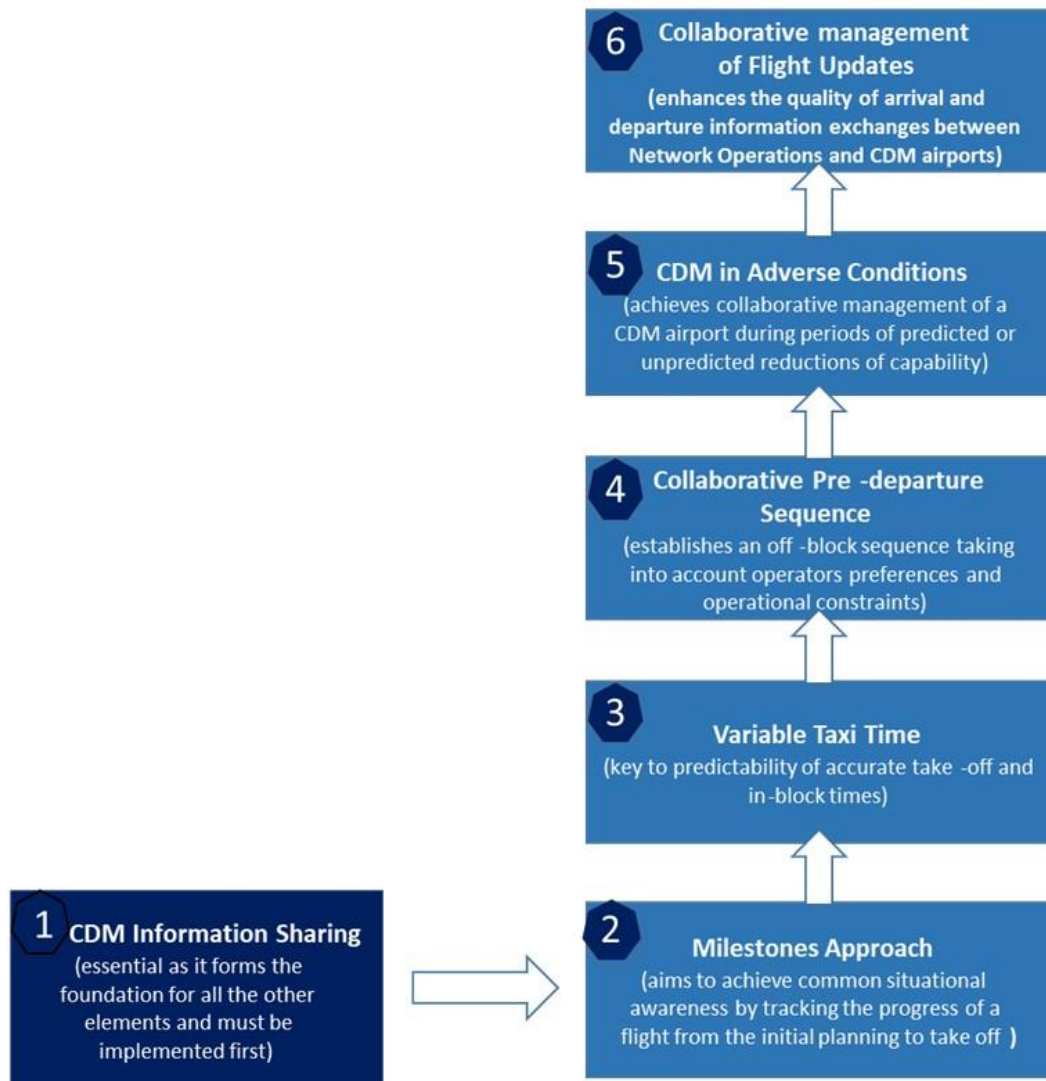 6
Collaborative management
of Flight Updates
(enhances the quality of arrival and
departure information exchanges between
Network Operations and CDM airports)
5
CDM in Adverse Conditions
(achieves collaborative management of a
CDM airport during periods of predicted or
unpredicted reductions of capability)
4
Collaborative Pre -departure
Sequence
(establishes an off -block sequence taking
into account operators preferences and
operational constraints)
3
Variable Taxi Time
(key to predictability of accurate take -off and
in-block times)
1
CDM Information Sharing
(essential as it forms the
foundation for all the other
elements and must be
implemented first)
2
Milestones Approach
(aims to achieve common situational
awareness by tracking the progress of a
flight from the initial planning to take off )